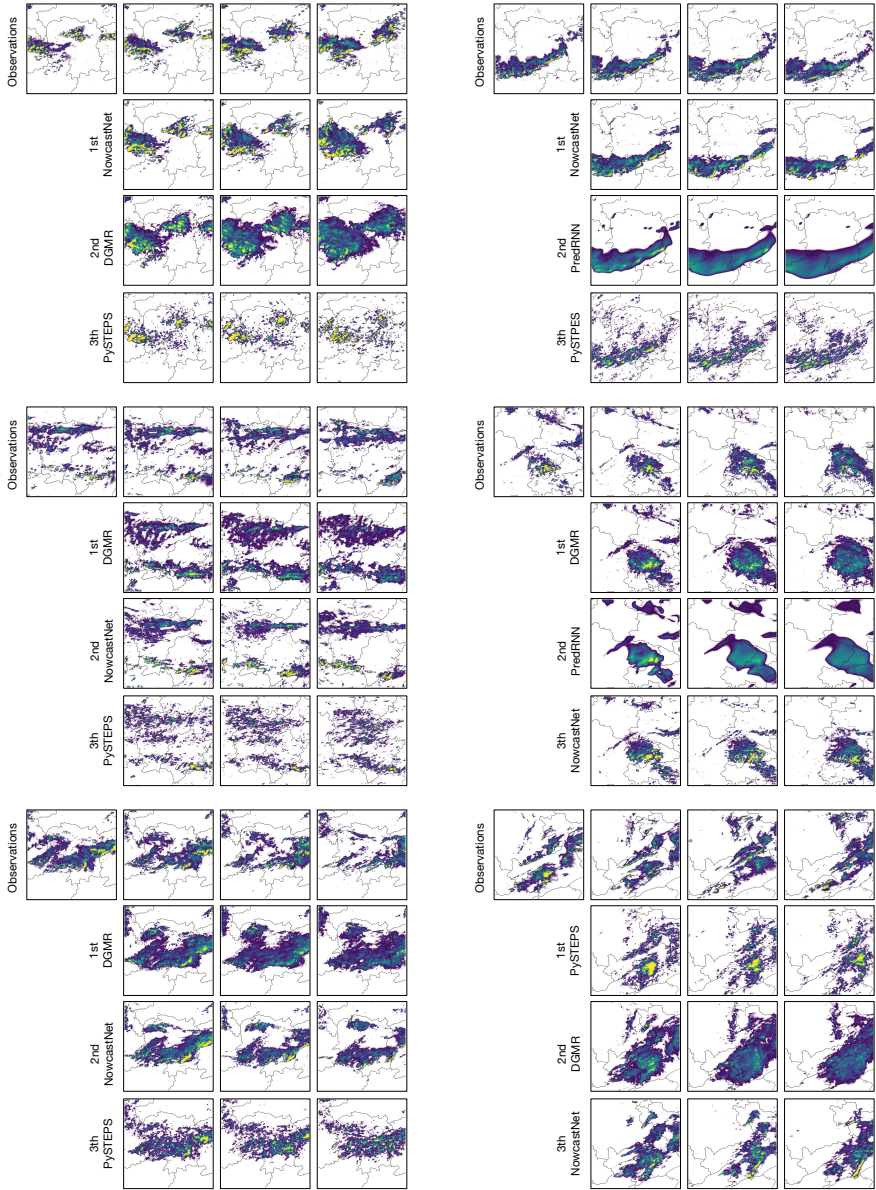 Observations
1st
NowcastNet
2nd
DGMR
3th
PySTEPS
Observations
1st
NowcastNet
2nd
PredRNN
3th
PySTPES
Observations
1st
DGMR
2nd
NowcastNet
3th
PySTEPS
Observations
1st
DGMR
2nd
PredRNN
3th
NowcastNet
Observations
1st
DGMR
2nd
NowcastNet
3th
PySTEPS
Observations
1st
PySTEPS
2nd
DGMR
3th
NowcastNet